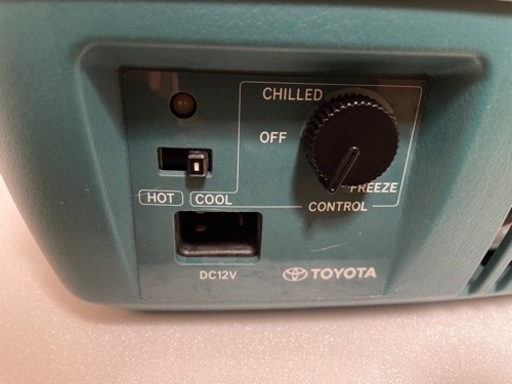 CHILLED
OFF
FREEZE
HOT COOL
CONTROL
DC12V
TOYOTA